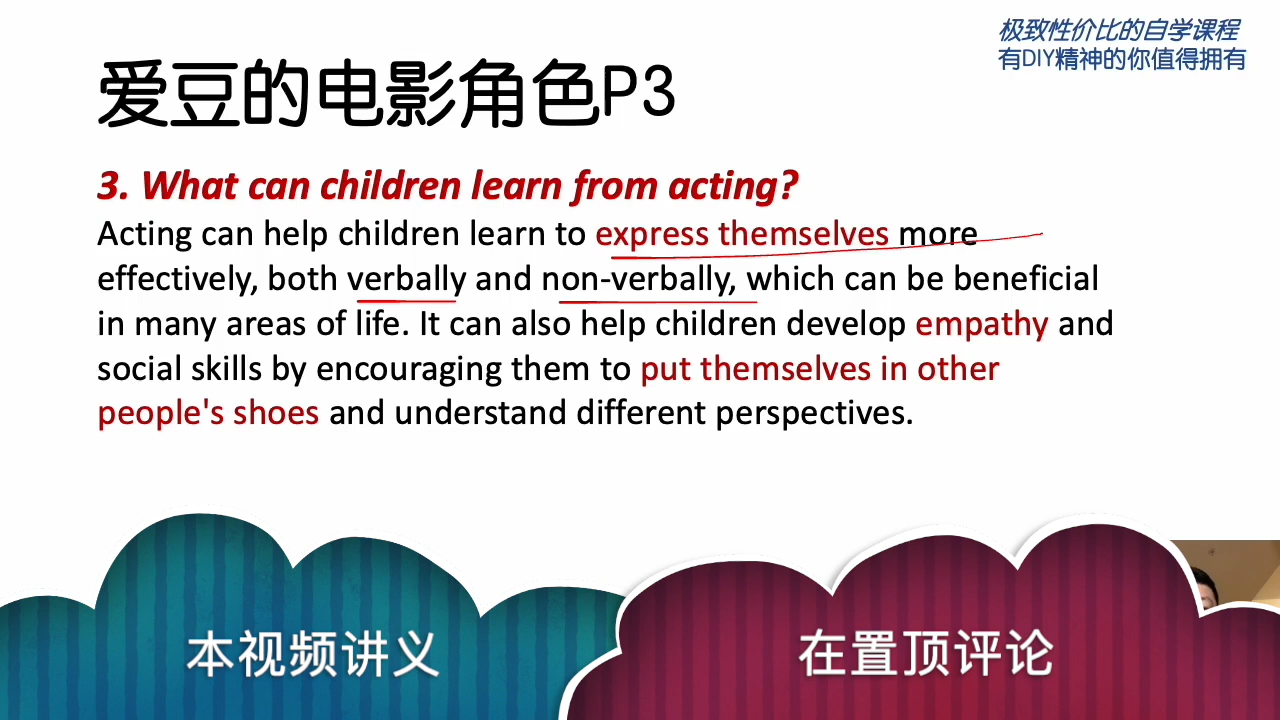 极致性价比的自学课程
有DIY精神的你值得拥有
爱豆的电影角色P3
3. What can children learn from acting?
Acting can help children learn to express themselves more
effectively, both verbally and non-verbally, which can be beneficial
in many areas of life. It can also help children develop empathy and
social skills by encouraging them to put themselves in other
people's shoes and understand different perspectives.
本视频讲义
在置顶评论